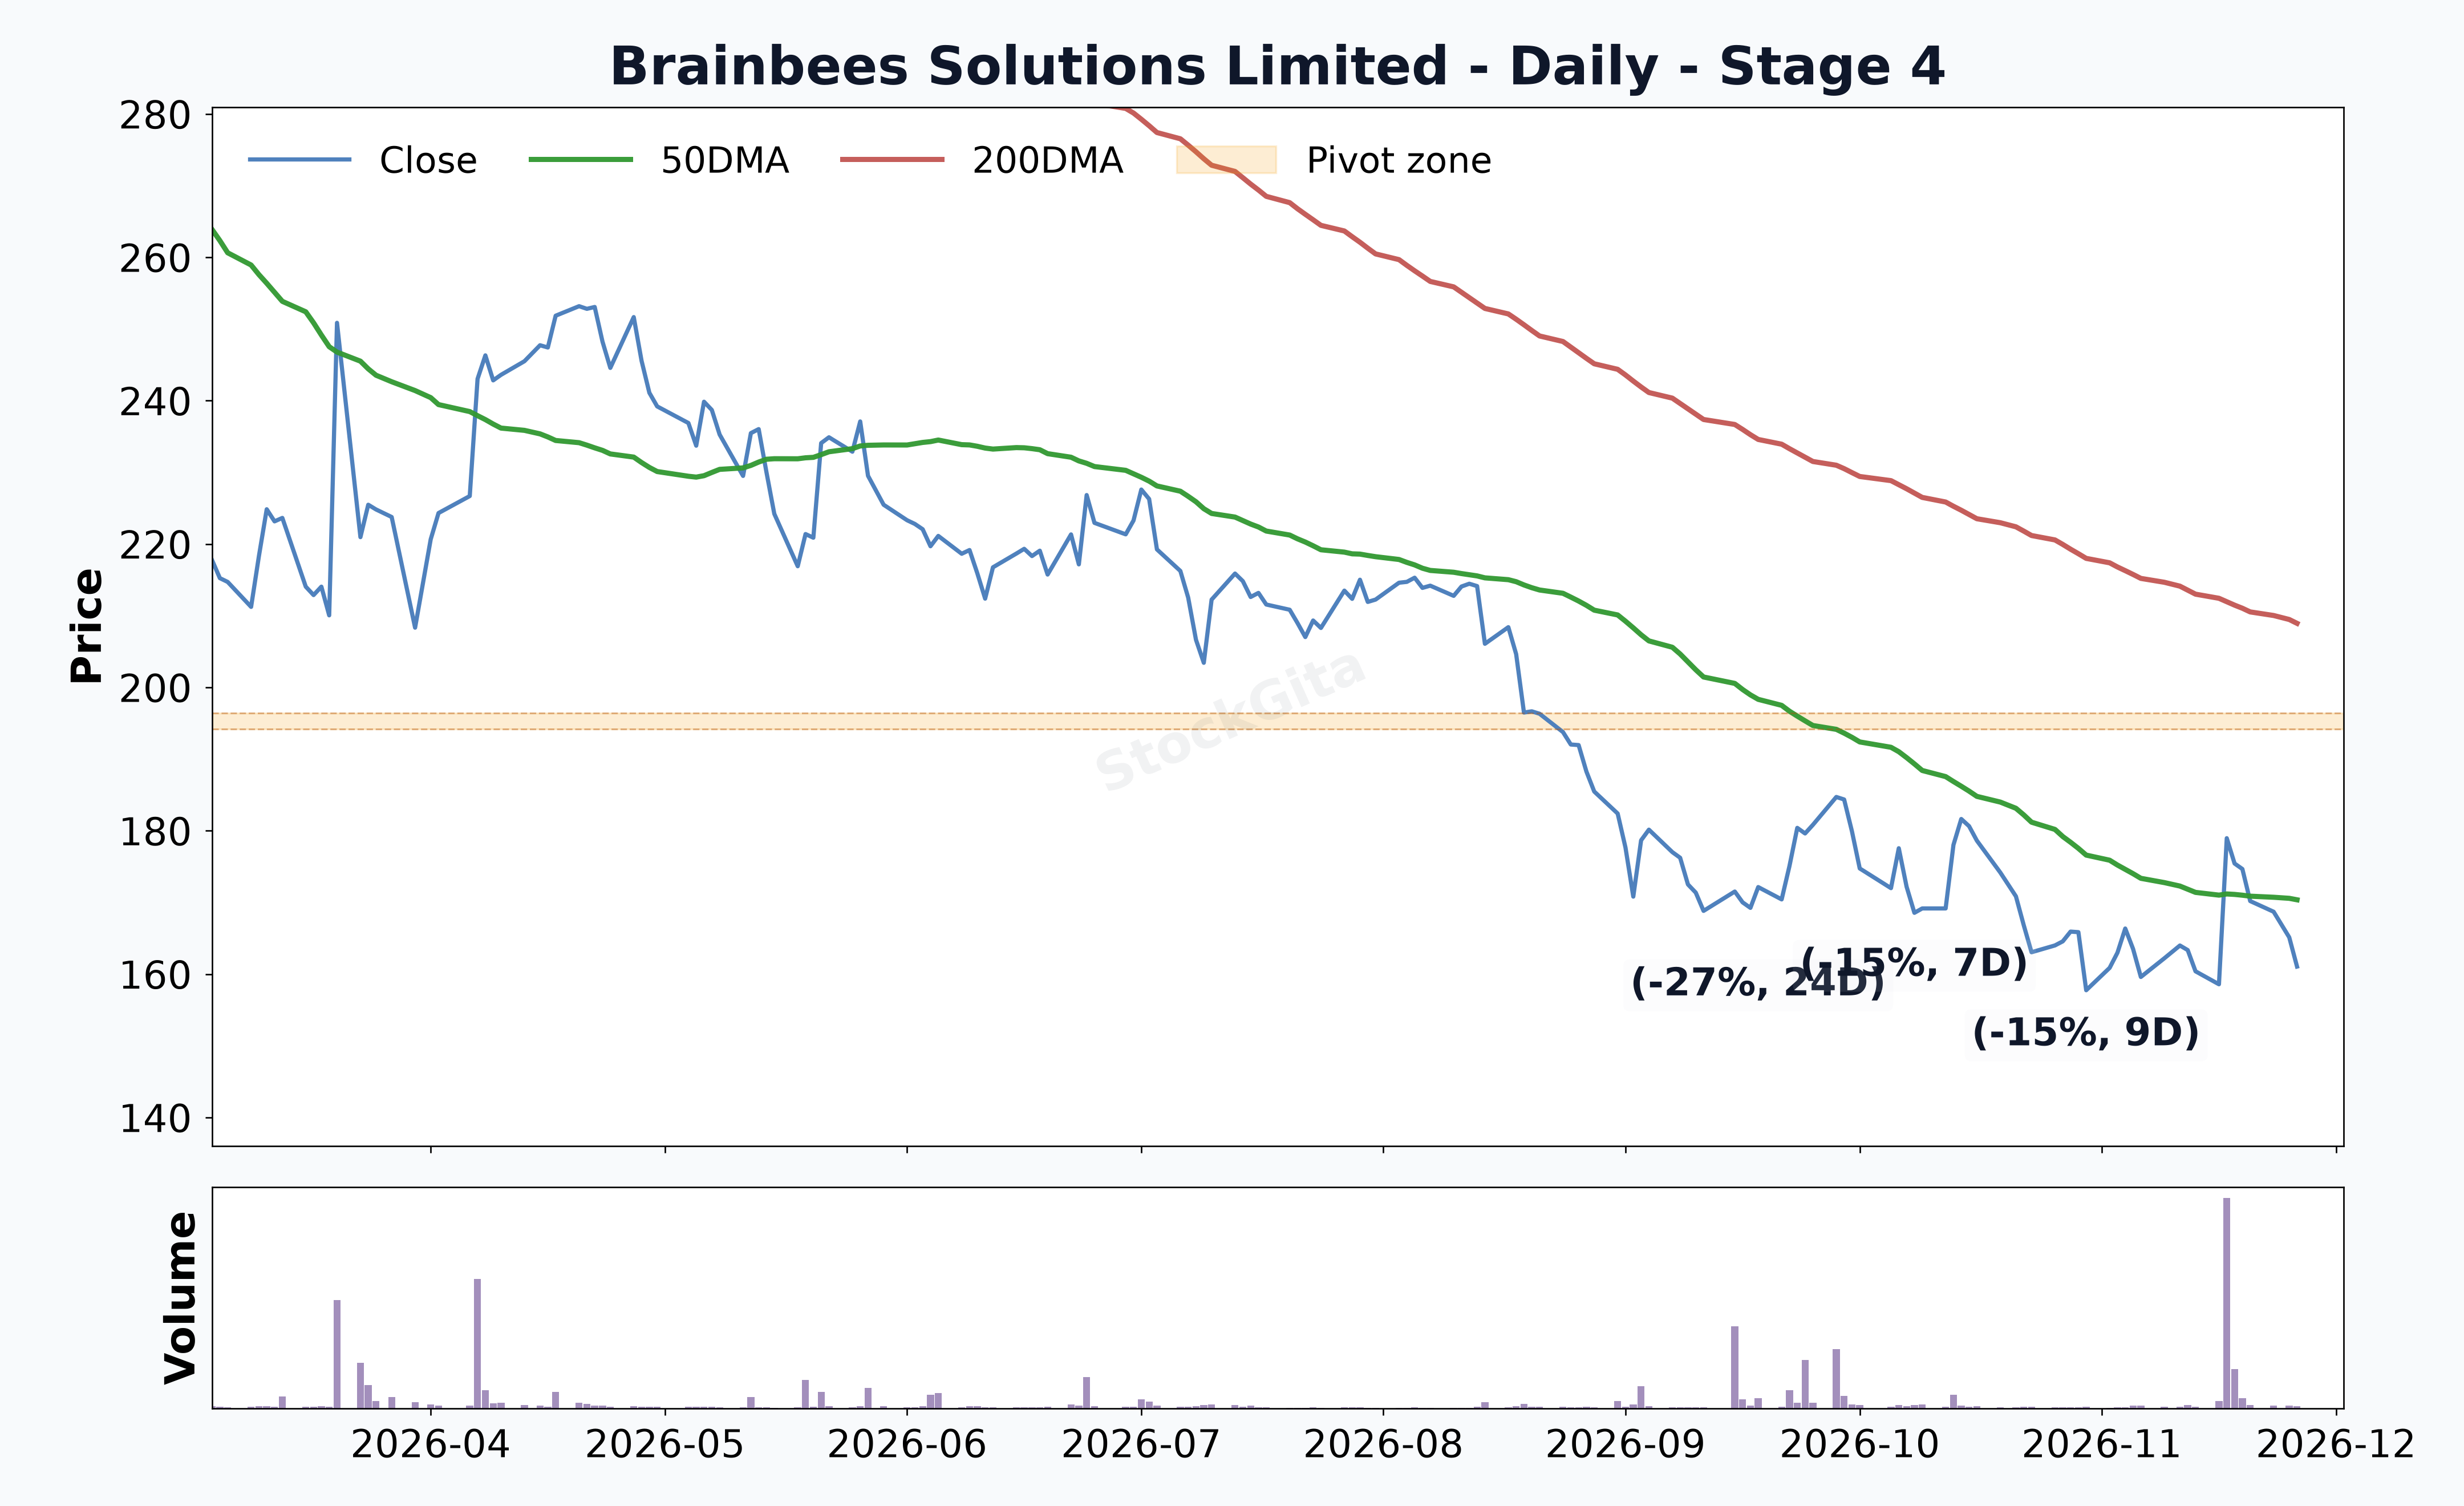 Brainbees Solutions Limited - Daily - Stage 4
Close 50DMA 200DMA Pivot zone
Price
280
260
240
220
200
180
160
140
StockGita
(-15%, 7D)
(-27%, 24D)
(-15%, 9D)
Volume
2026-04 2026-05 2026-06 2026-07 2026-08 2026-09 2026-10 2026-11 2026-12